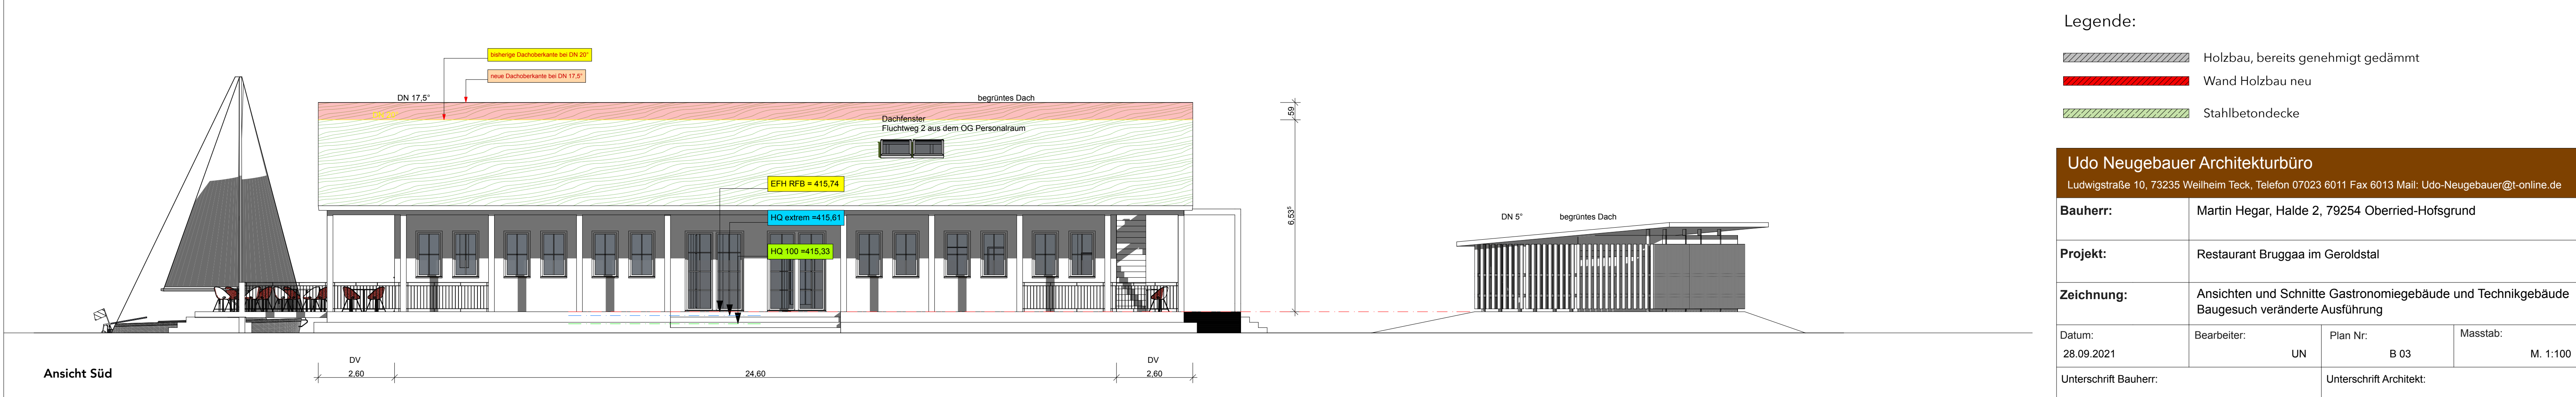 bisherige Dachoberkante bei DN 20°
neue Dachoberkante bei DN 17,5°
DN 17,5°
begrüntes Dach
Dachfenster
Fluchtweg 2 aus dem OG Personalraum
EFH RFB = 415,74
HQ extrem =415,61
HQ 100 =415,33
59
6,53⁵
DN 5°
begrüntes Dach
DV
2,60
24,60
DV
2,60
Ansicht Süd
Legende:
Holzbau, bereits genehmigt gedämmt
Wand Holzbau neu
Stahlbetondecke
Udo Neugebauer Architekturbüro
Ludwigstraße 10, 73235 Weilheim Teck, Telefon 07023 6011 Fax 6013 Mail: Udo-Neugebauer@t-online.de
Bauherr:
Martin Hegar, Halde 2, 79254 Oberried-Hofsgrund
Projekt:
Restaurant Bruggaa im Geroldstal
Zeichnung:
Ansichten und Schnitte Gastronomiegebäude und Technikgebäude
Baugesuch veränderte Ausführung
Datum:
28.09.2021
Bearbeiter:
UN
Plan Nr:
B 03
Masstab:
M. 1:100
Unterschrift Bauherr:
Unterschrift Architekt: